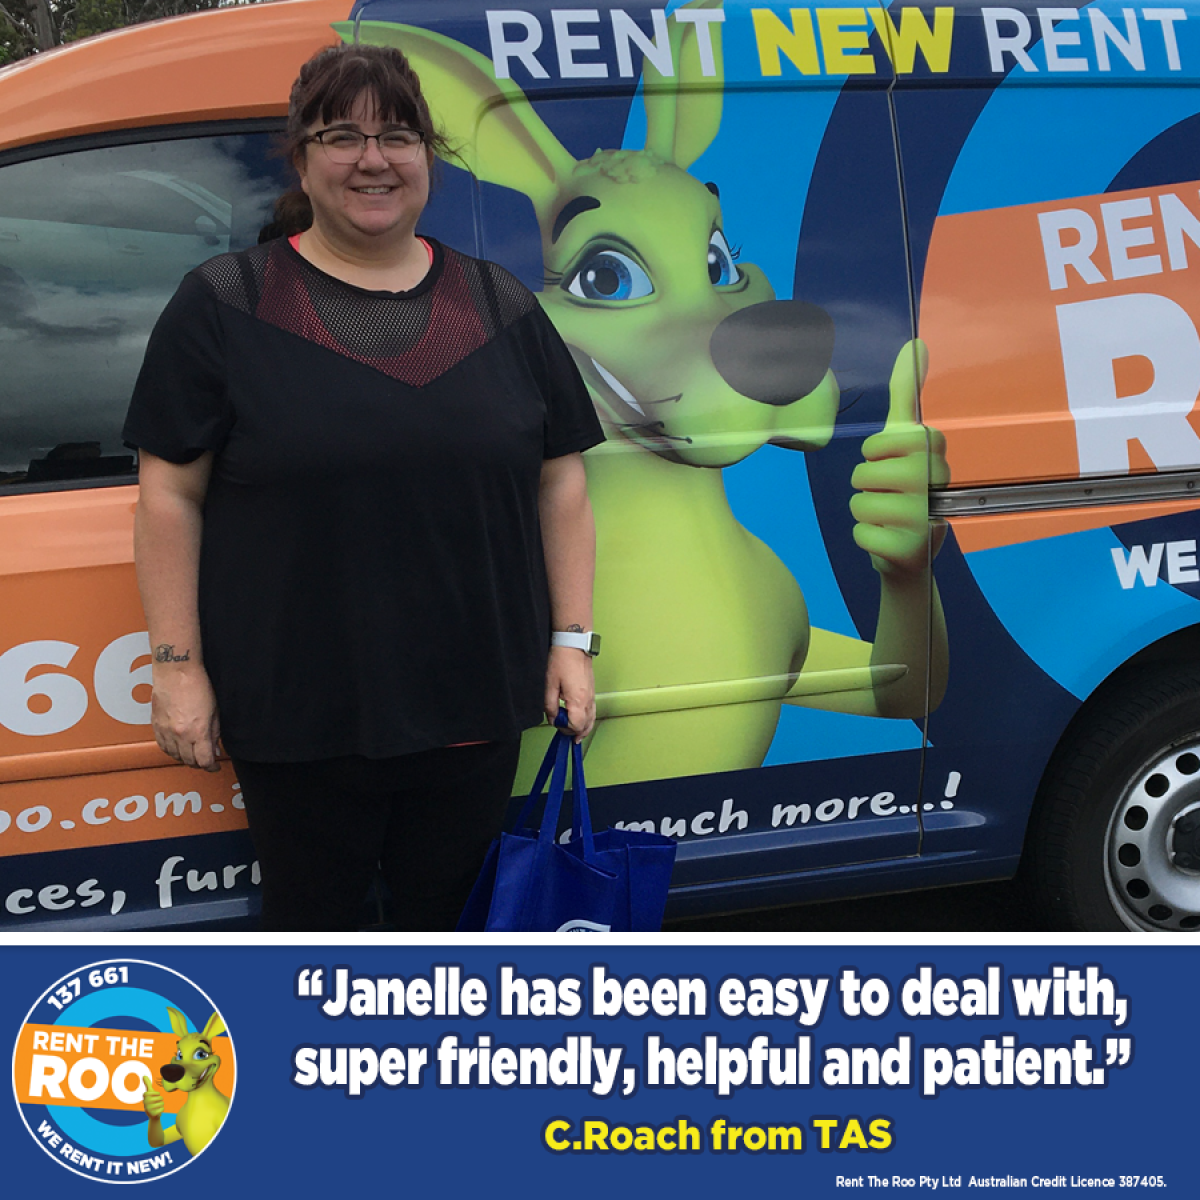 RENT NEW RENT
REN
R
WE
66
oo.com.a
ces, furn
much more...!
Dad
137 661
RENT THE
ROO
WE RENT IT NEW!
“Janelle has been easy to deal with,
super friendly, helpful and patient.”
C.Roach from TAS
Rent The Roo Pty Ltd Australian Credit Licence 387405.